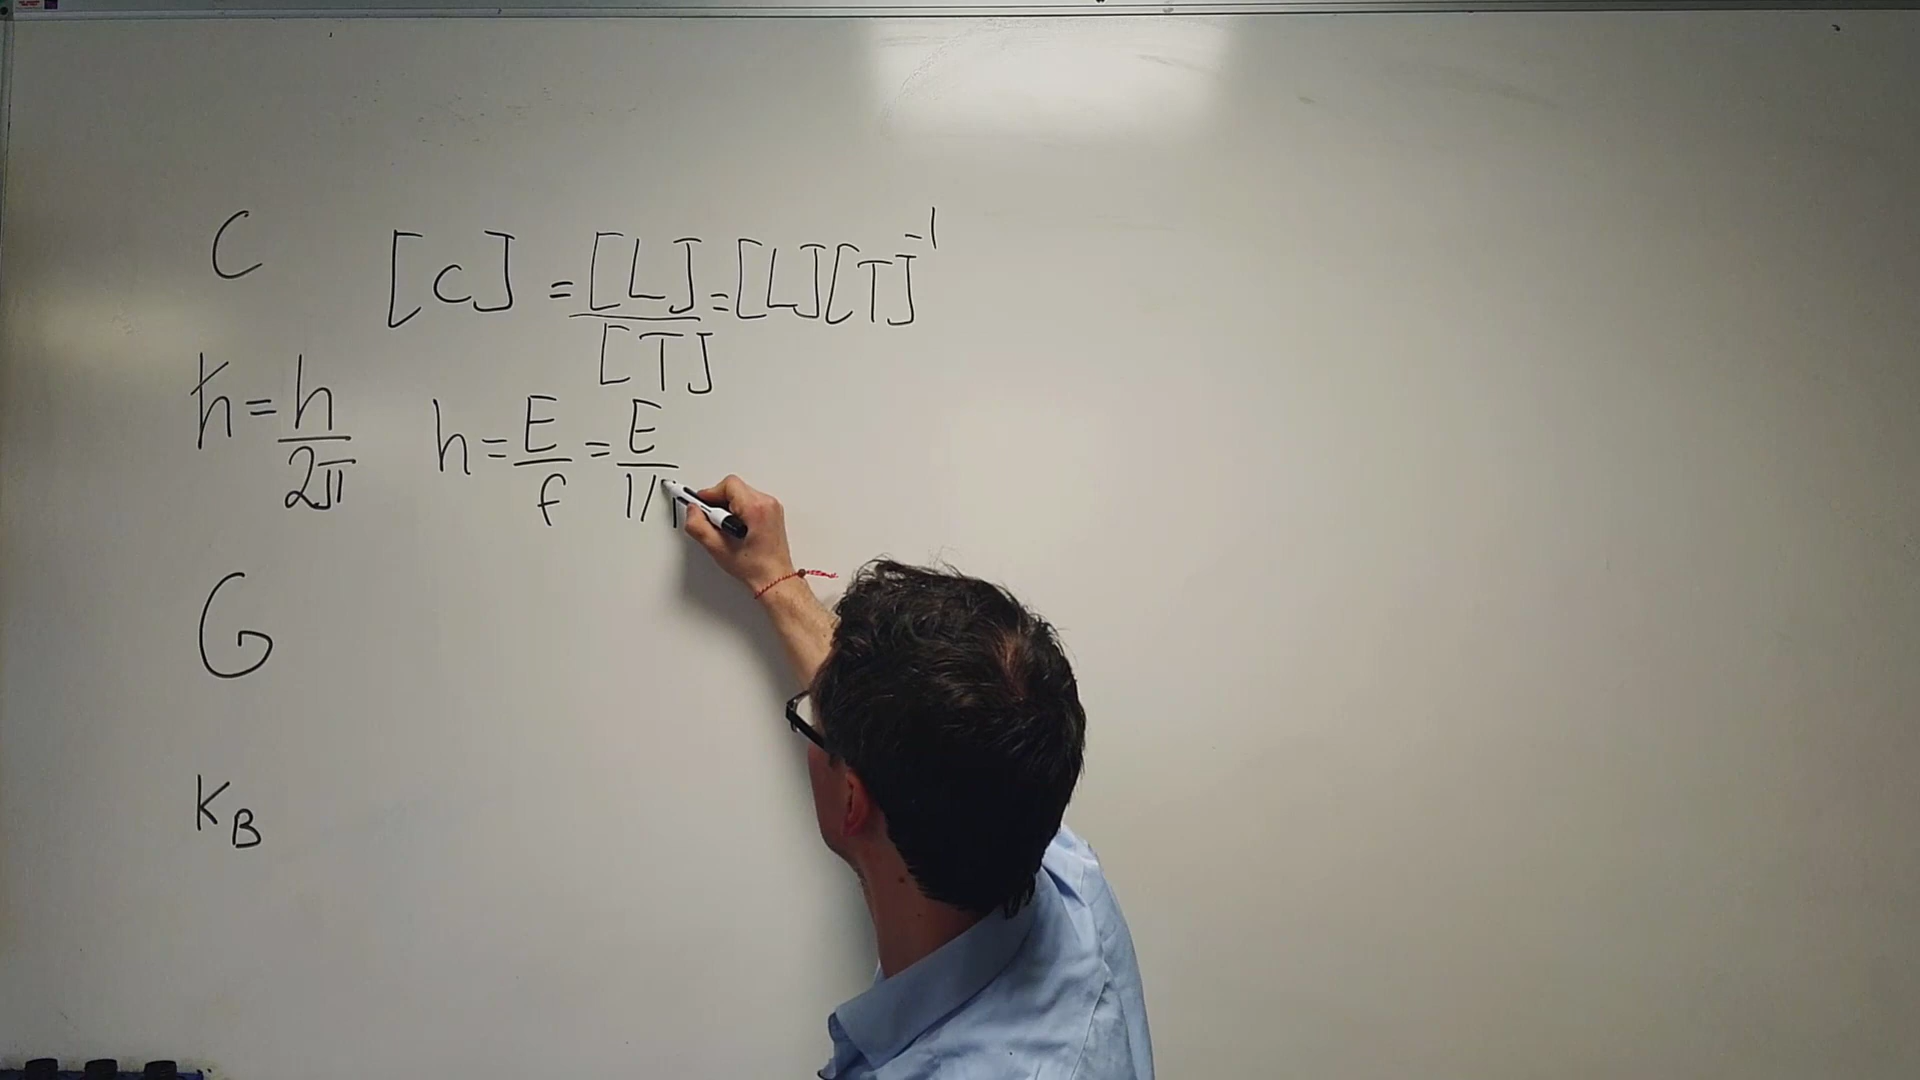 C [c] = [L]/[T] = [L][T]^-1
ħ = h/2π h = E/f = E/1/T
G
K_B